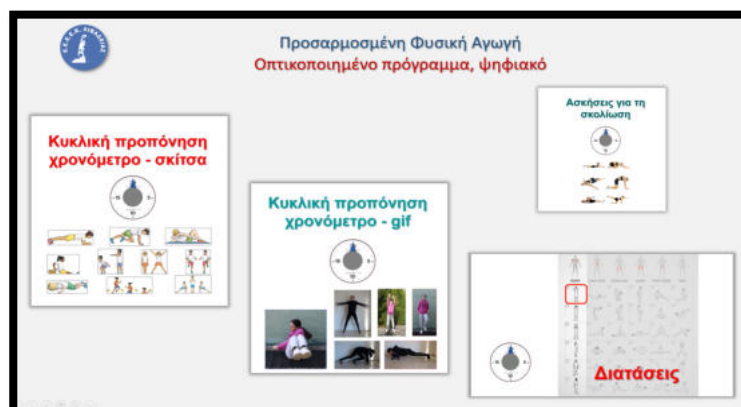 Προσαρμοσμένη Φυσική Αγωγή
Οπτικοποιημένο πρόγραμμα, ψηφιακό
Κυκλική προπόνηση
χρονόμετρο - σκίτσα
Κυκλική προπόνηση
χρονόμετρο - gif
Ασκήσεις για τη
σκολίωση
Διατάσεις